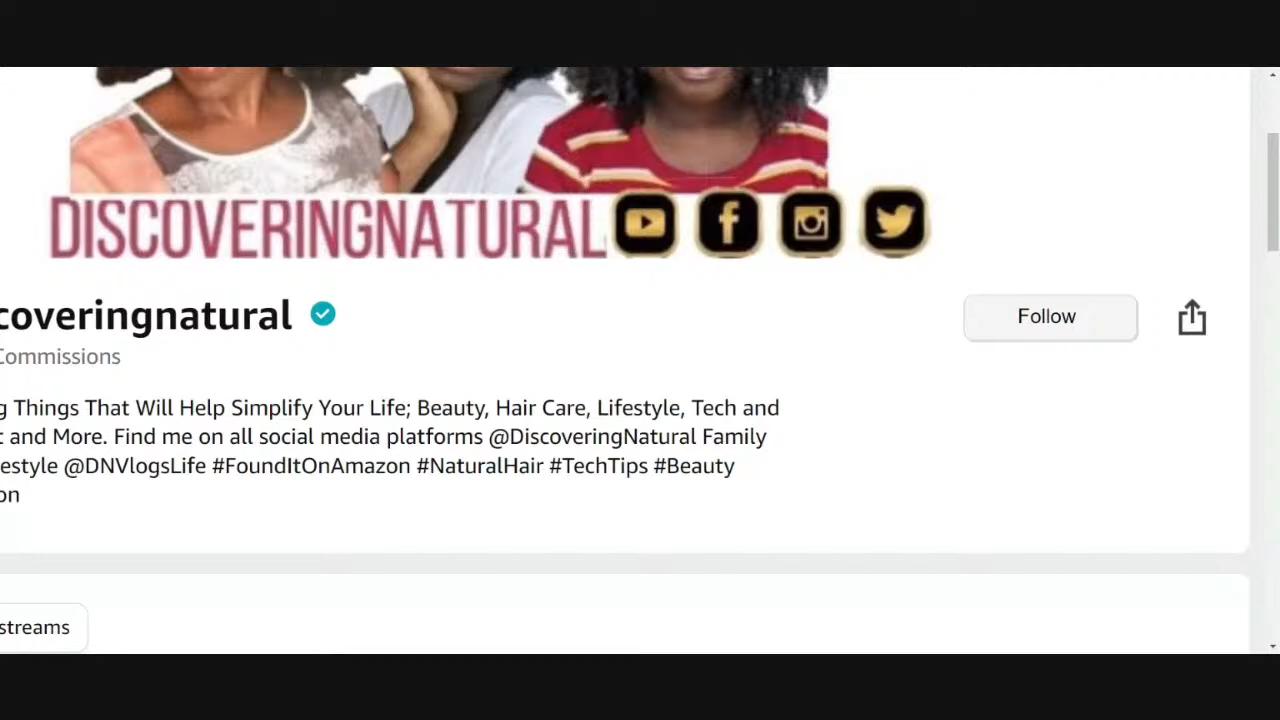 DISCOVERINGNATURAL
coveringnatural
Commissions
Follow
g Things That Will Help Simplify Your Life; Beauty, Hair Care, Lifestyle, Tech and
t and More. Find me on all social media platforms @DiscoveringNatural Family
estyle @DNVlogsLife #FoundItOnAmazon #NaturalHair #TechTips #Beauty
on
streams